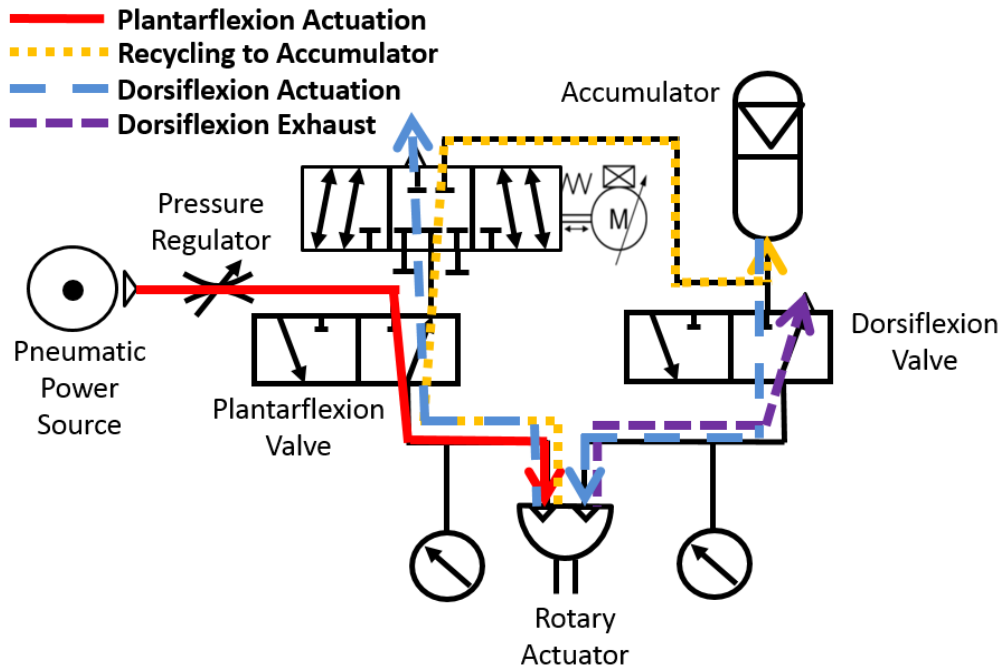 Plantarflexion Actuation
Recycling to Accumulator
Dorsiflexion Actuation
Dorsiflexion Exhaust
Accumulator
Pressure
Regulator
M
Pneumatic
Power
Source
Plantarflexion
Valve
Dorsiflexion
Valve
Rotary
Actuator